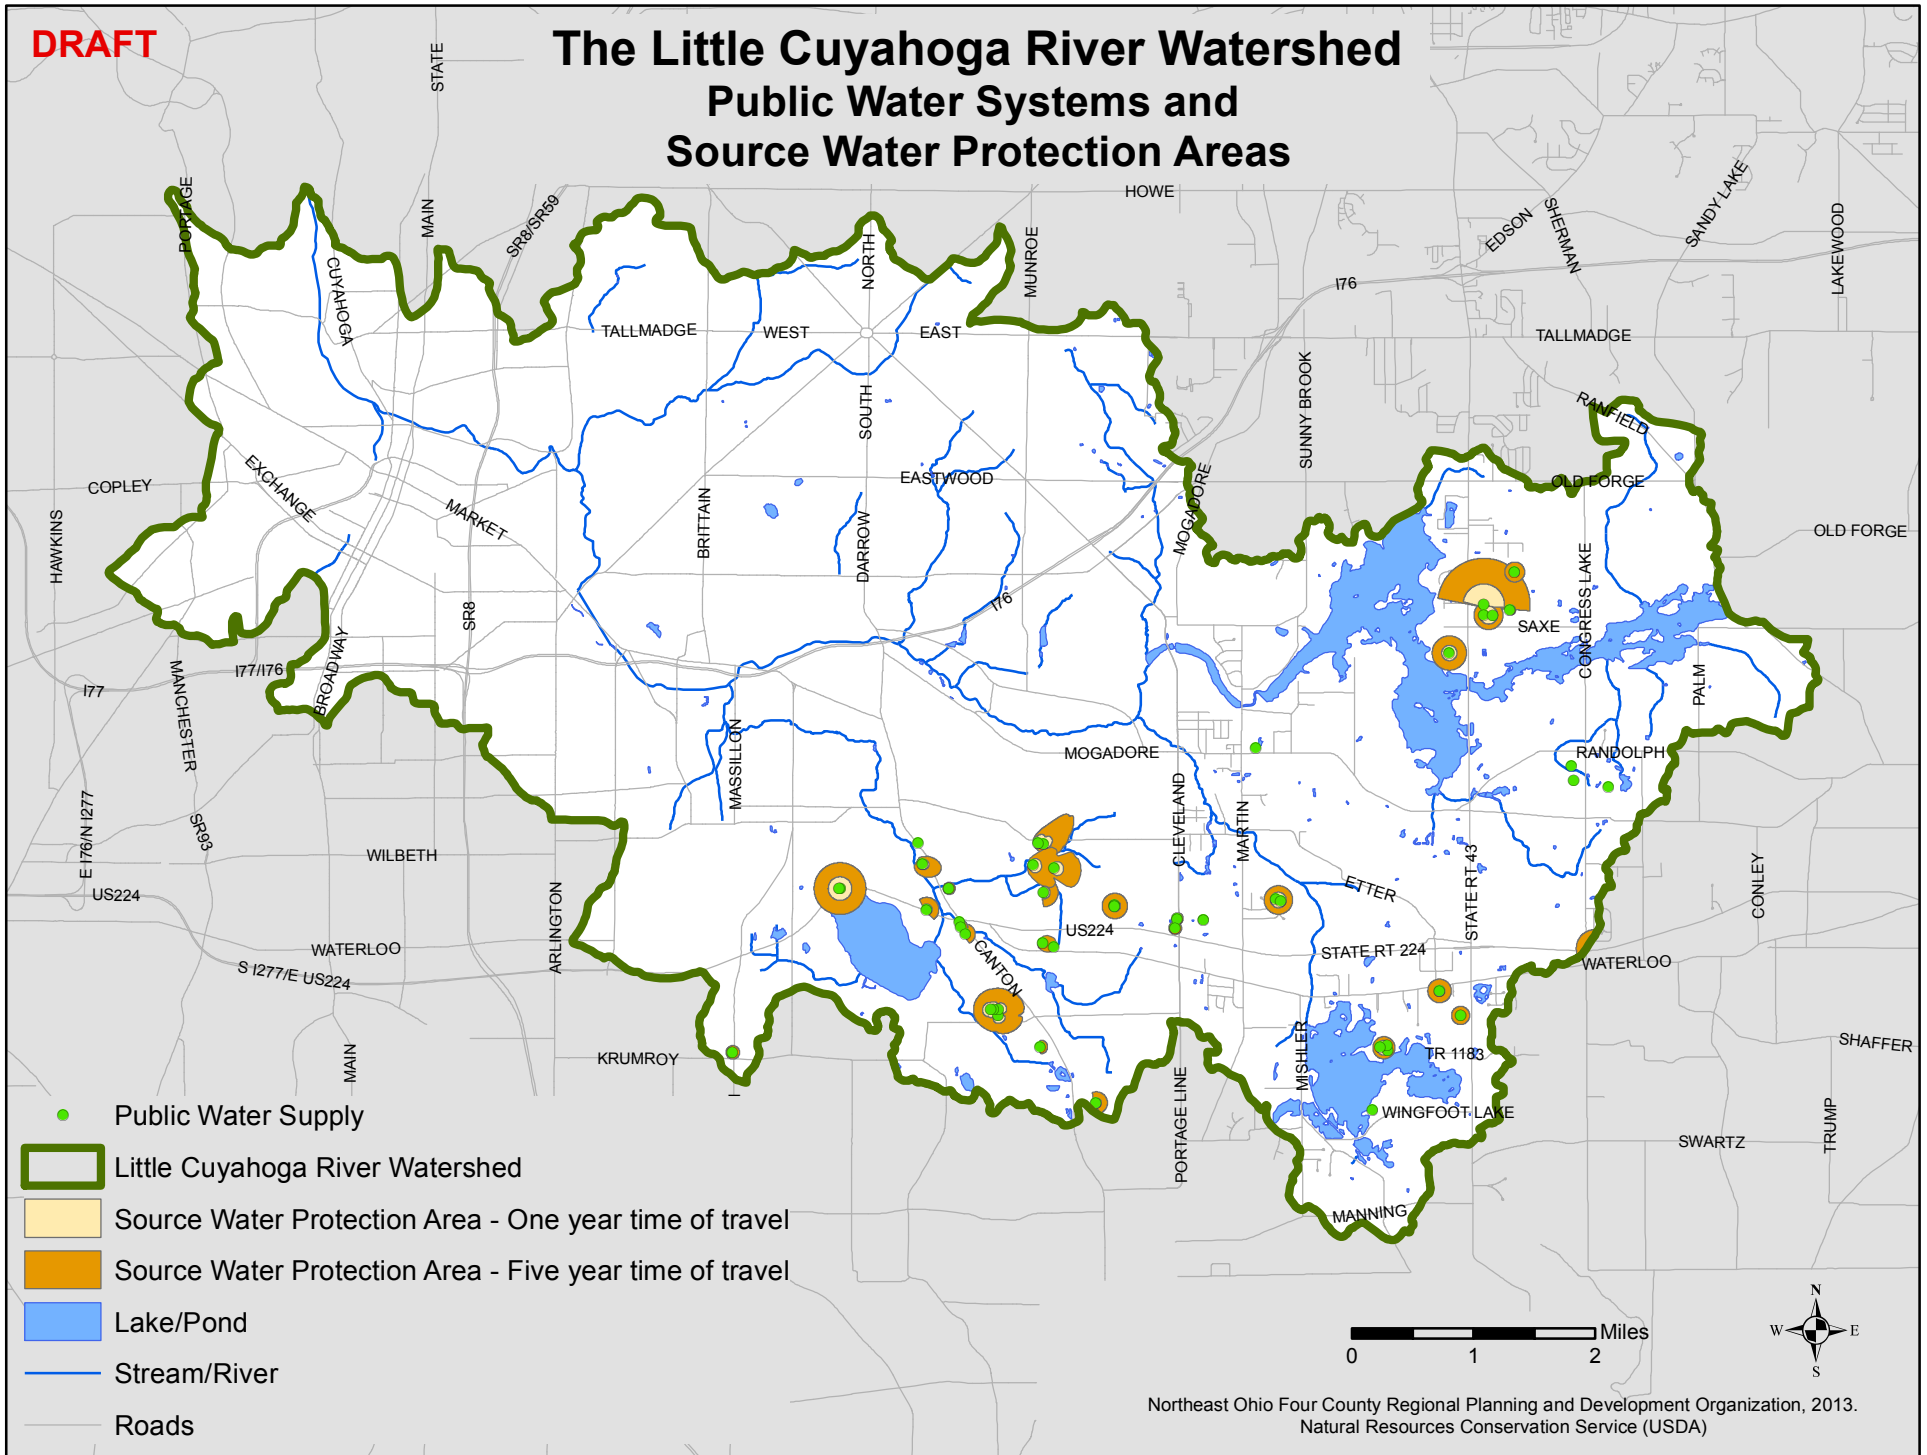 DRAFT
The Little Cuyahoga River Watershed
Public Water Systems and
Source Water Protection Areas
STATE
PORTAGE
MAIN
SR8/SR59
HOWE
NORTH
MUNROE
EDSON
SHERMAN
SANDY LAKE
LAKEWOOD
CUYAHOGA
I76
TALLMADGE
WEST
EAST
TALLMADGE
SUNNY BROOK
SOUTH
RANFIELD
COPLEY
EXCHANGE
MARKET
BRITTAIN
EASTWOOD
MOGADORE
OLD FORGE
OLD FORGE
HAWKINS
DARROW
SR8
I76
SAXE
CONGRESS LAKE
MANCHESTER
I77/I76
BROADWAY
I77
PALM
MASSILLON
MOGADORE
RANDOLPH
CLEVELAND
MARTIN
E I76/N I277
SR93
WILBETH
US224
ARLINGTON
ETTER
STATE RT 43
CONLEY
WATERLOO
S I277/E US224
US224
CANTON
STATE RT 224
WATERLOO
MAIN
KRUMROY
MISHLER
TR 1183
SHAFFER
PORTAGE LINE
WINGFOOT LAKE
SWARTZ
TRUMP
MANNING
Public Water Supply
Little Cuyahoga River Watershed
Source Water Protection Area - One year time of travel
Source Water Protection Area - Five year time of travel
Lake/Pond
Stream/River
Roads
Miles
0 1 2
N
W E
S
Northeast Ohio Four County Regional Planning and Development Organization, 2013.
Natural Resources Conservation Service (USDA)